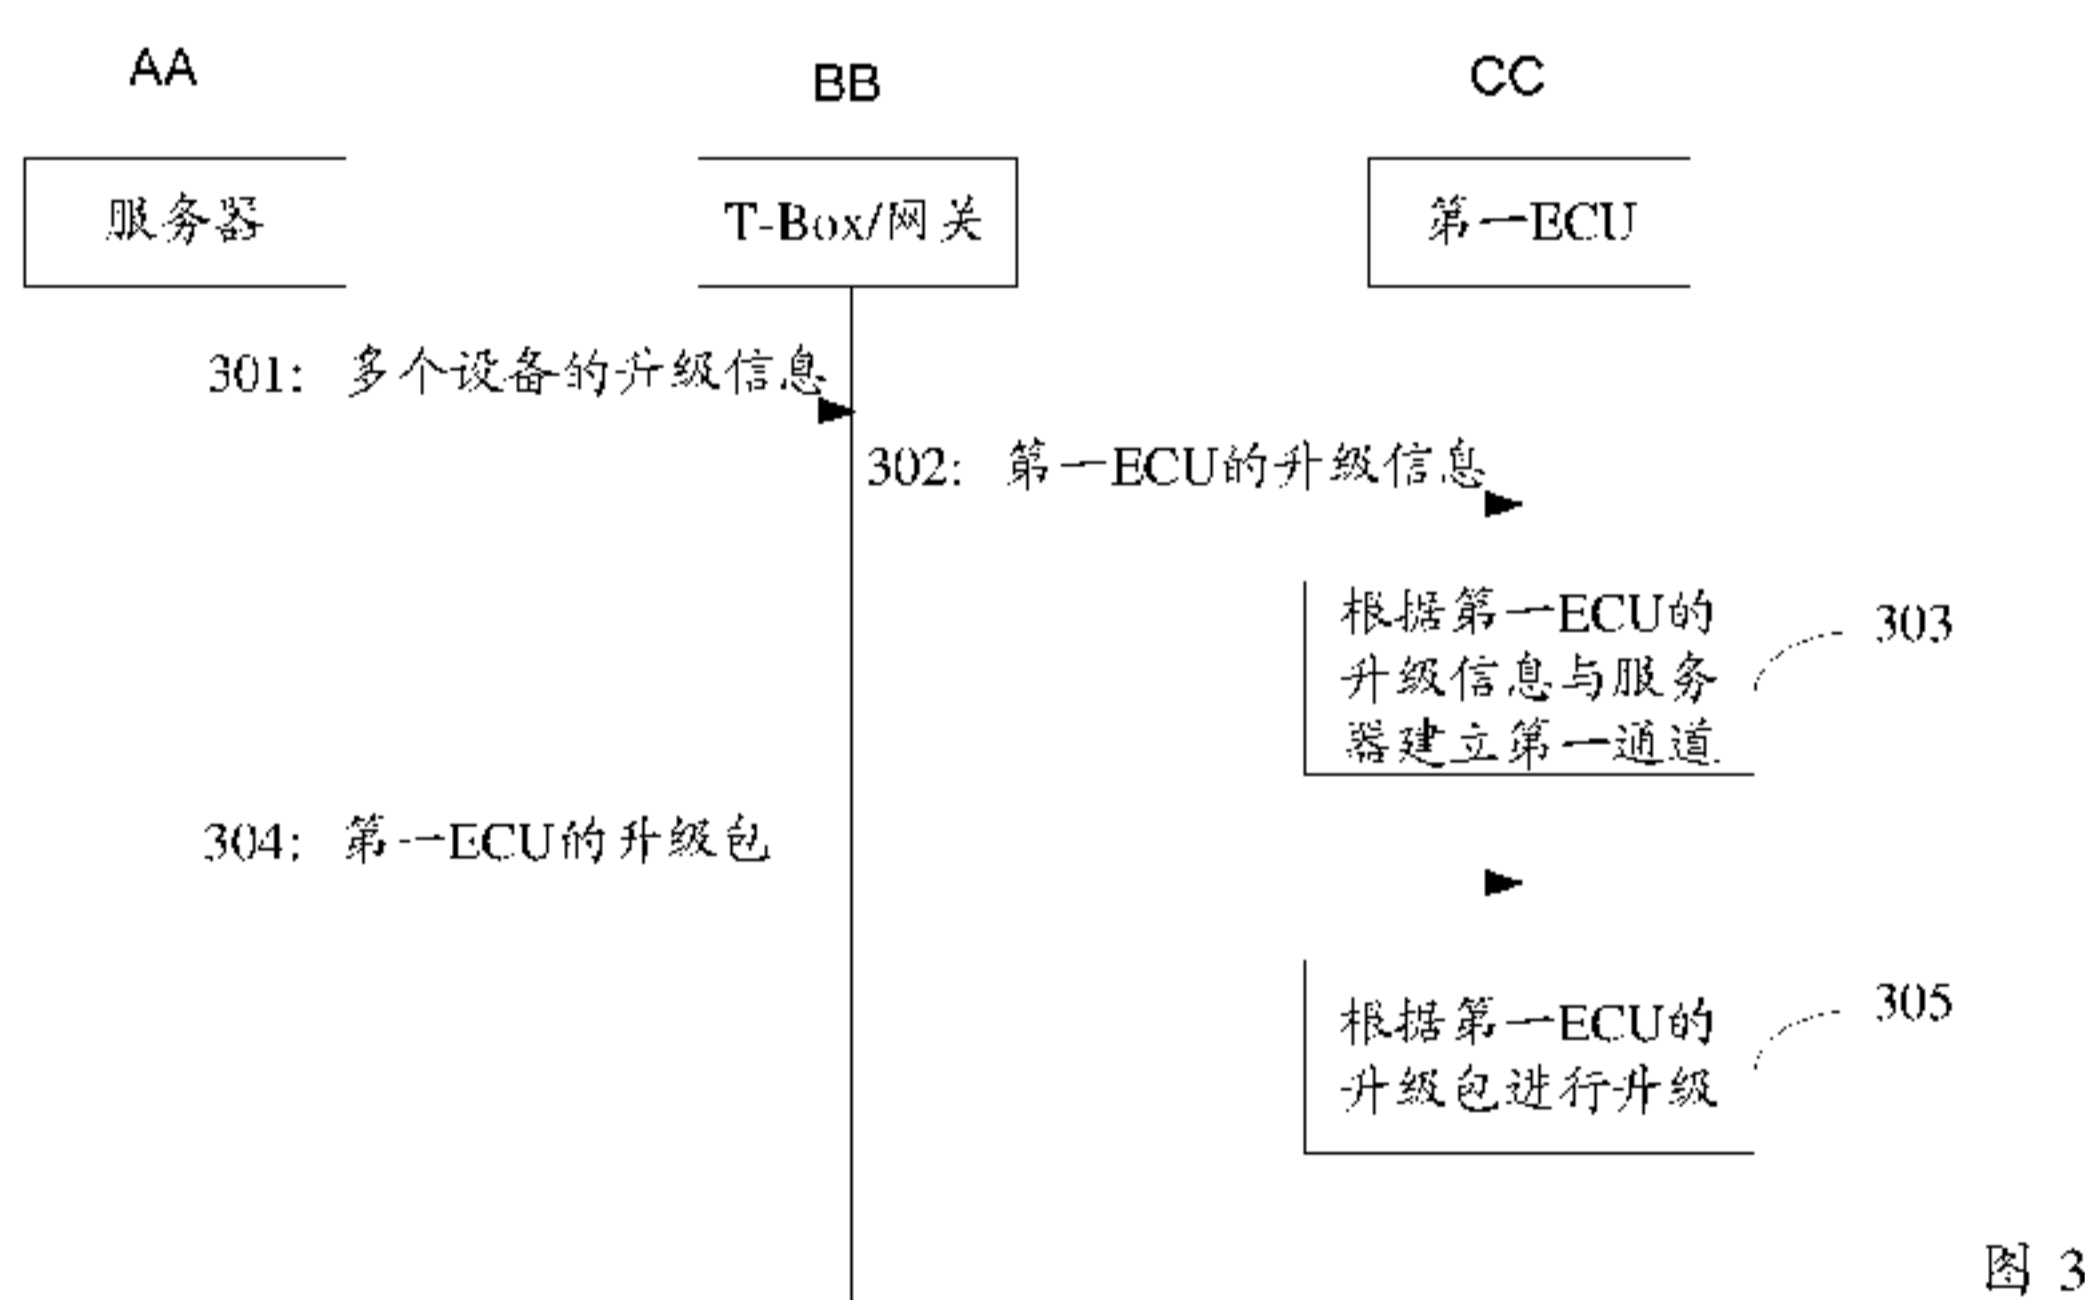 AA
BB
CC
服务器
T-Box/网关
第一ECU
301: 多个设备的升级信息
302: 第一ECU的升级信息
根据第一ECU的
升级信息与服务
器建立第一通道
303
304: 第一ECU的升级包
根据第一ECU的
升级包进行升级
305
图 3